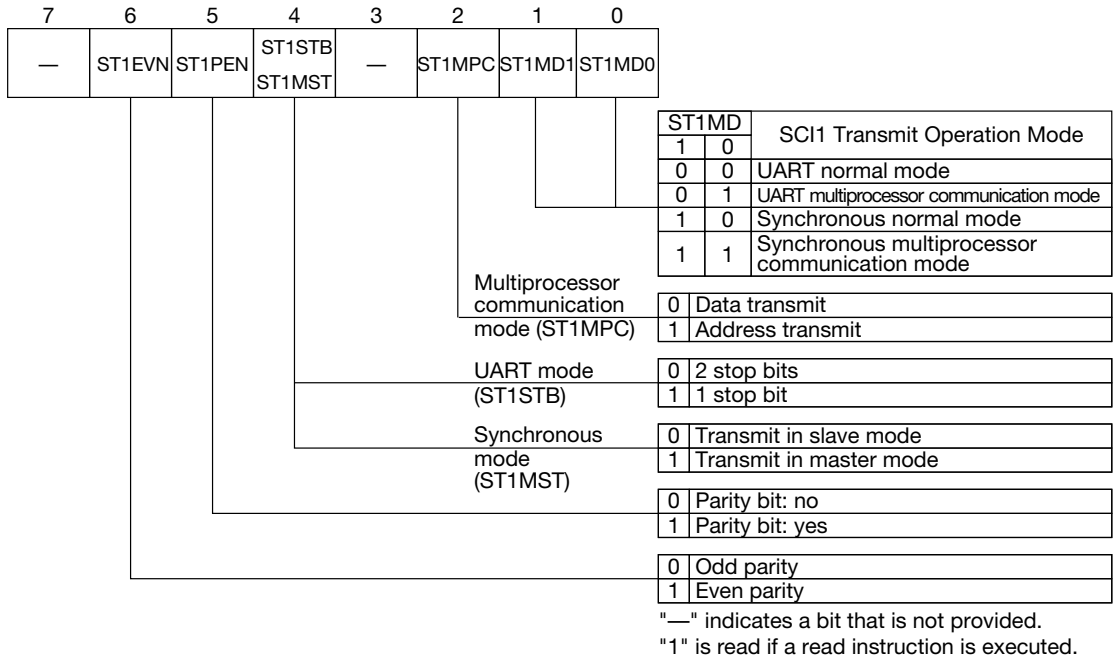 7 6 5 4 3 2 1 0
— ST1EVN ST1PEN ST1STB ST1MST — ST1MPC ST1MD1 ST1MD0
ST1MD SCI1 Transmit Operation Mode
1 0
0 0 UART normal mode
0 1 UART multiprocessor communication mode
1 0 Synchronous normal mode
1 1 Synchronous multiprocessor
communication mode
Multiprocessor
communication
mode (ST1MPC)
0 Data transmit
1 Address transmit
UART mode
(ST1STB)
0 2 stop bits
1 1 stop bit
Synchronous
mode
(ST1MST)
0 Transmit in slave mode
1 Transmit in master mode
0 Parity bit: no
1 Parity bit: yes
0 Odd parity
1 Even parity
"—" indicates a bit that is not provided.
"1" is read if a read instruction is executed.